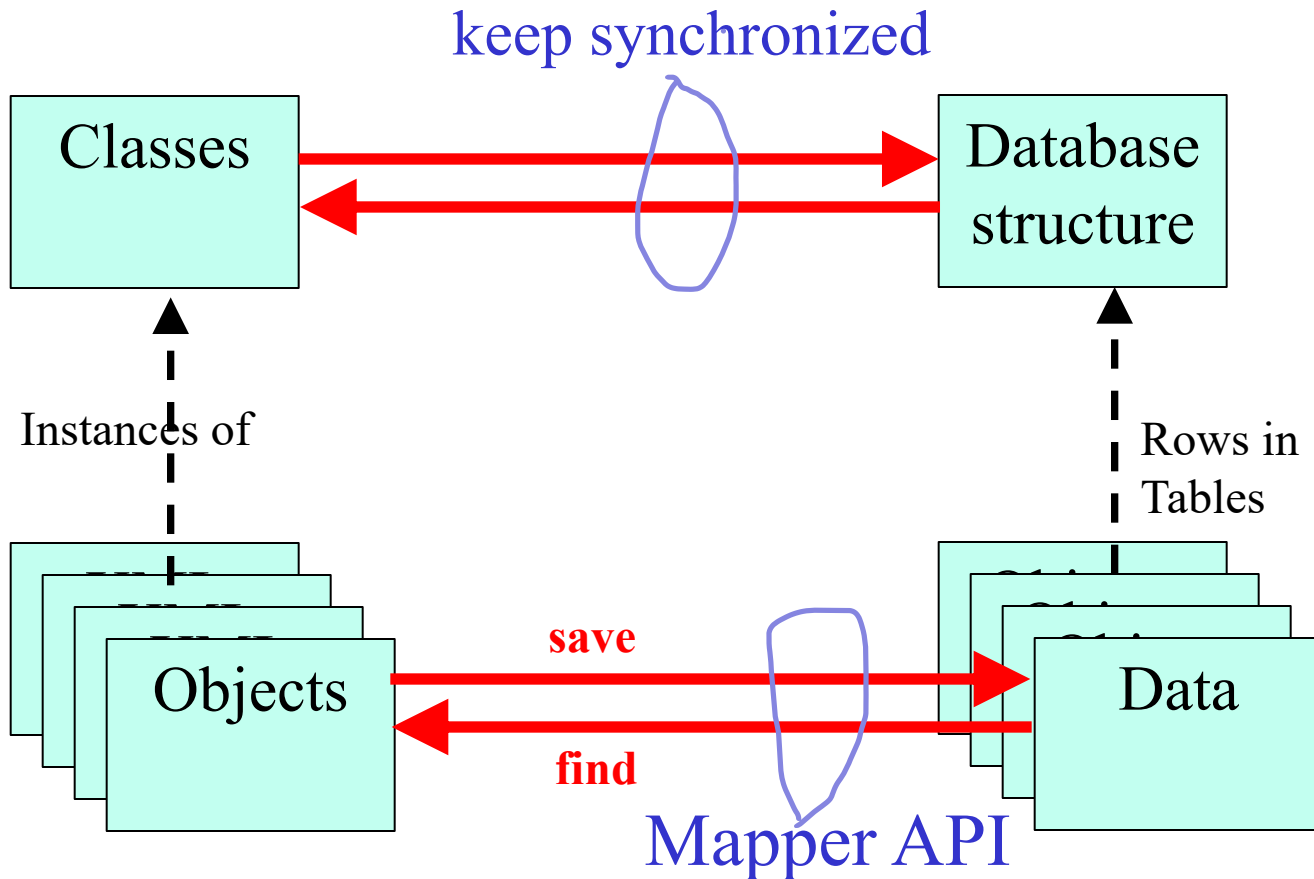 keep synchronized
Classes
Database
structure
Instances of
Rows in
Tables
save
Objects
Data
find
Mapper API